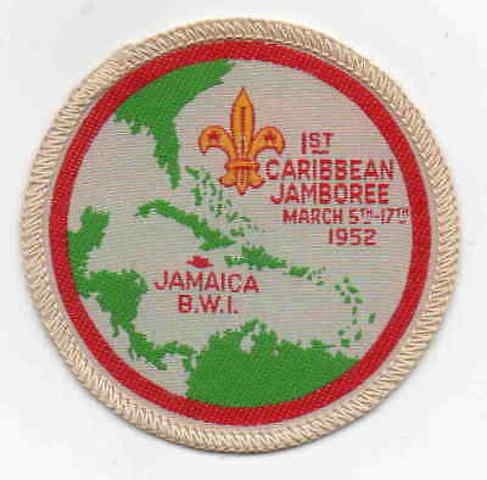 1ST
CARIBBEAN
JAMBOREE
MARCH 5TH-17TH
1952
JAMAICA
B.W.I.